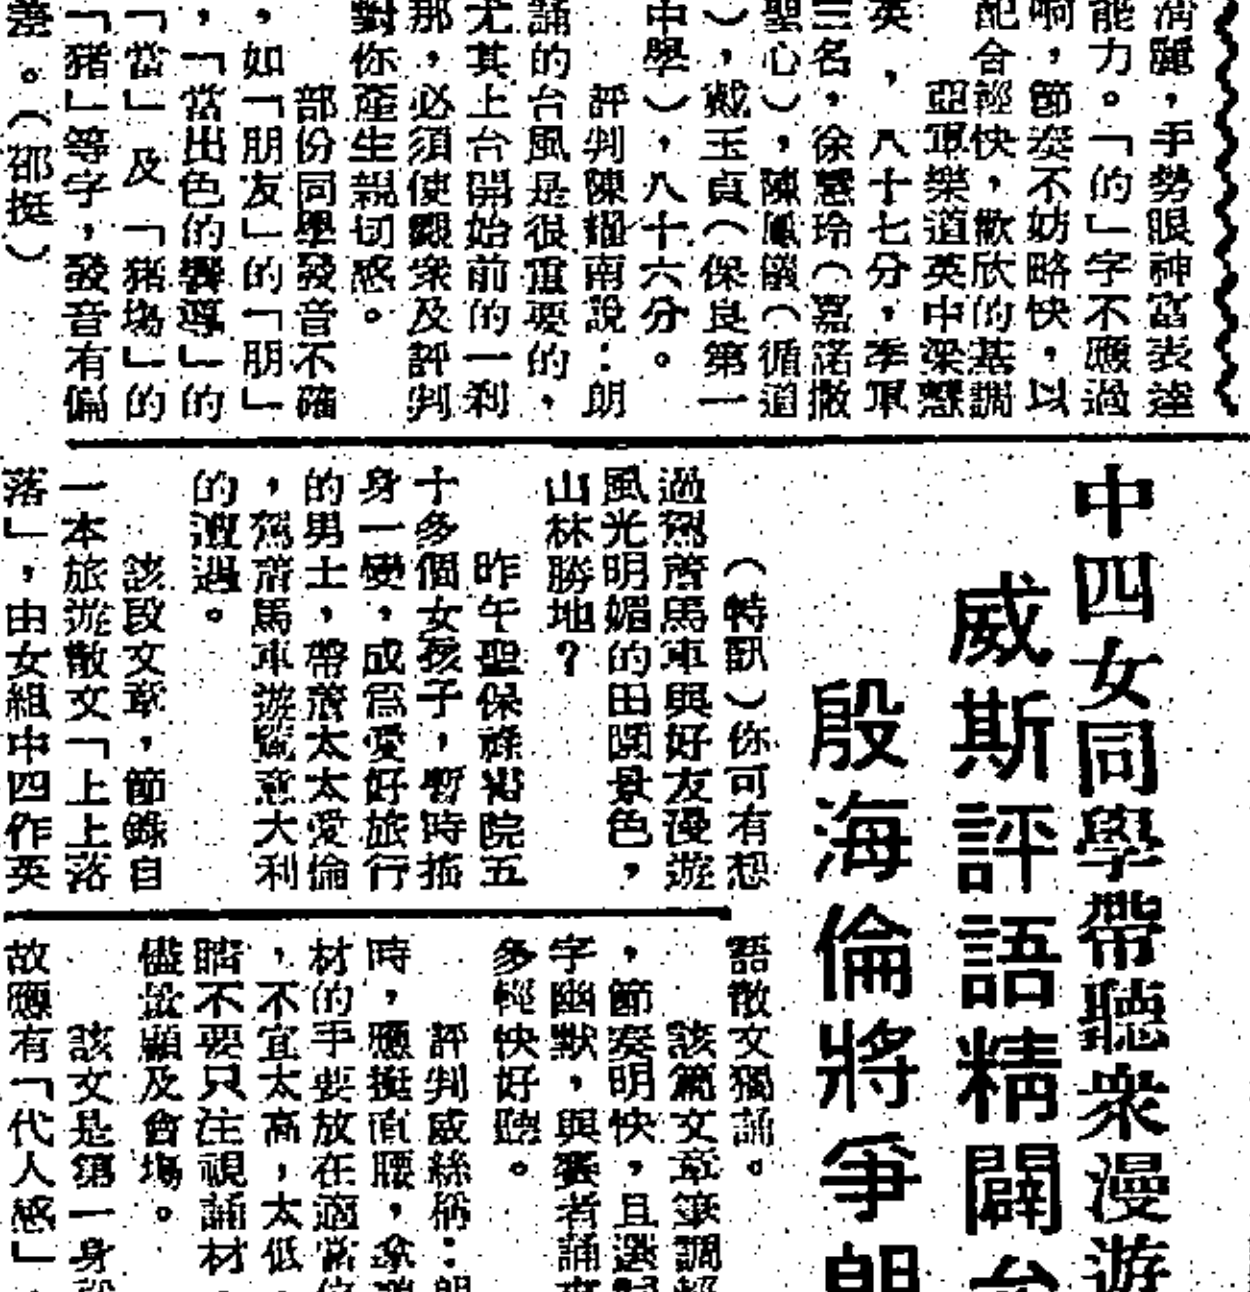 清麗，手勢眼神富表達
能力。「的」字不應過
响，節奏不妨略快，以
配合輕快，歡欣的基調
亞軍樂道英中梁慧
英，八十七分，季軍
三名，徐慧玲（嘉諾撒
聖心），陳鳳儀（循道
），戴玉貞（保良第一
中學），八十六分。
評判陳耀南說：朗
誦的台風是很重要的，
尤其上台開始前的一刹
那，必須使觀衆及評判
對你產生親切感。
部份同學發音不確
，如「朋友」的「朋」
，「當出色的嚮導」的
「當」及「猪場」的
「猪」等字，發音有偏
差。（邵挺）
中四女同學帶聽衆漫遊
威斯評語精闢
殷海倫將爭
（特訊）你可有想
過駕着馬車與好友漫遊
風光明媚的田園景色，
山林勝地？
昨午聖保祿書院五
十多個女孩子，暫時搖
身一變，成爲愛好旅行
的男士，帶着太太愛倫
，駕着馬車遊覽意大利
的遭遇。
該段文章，節錄自
一本旅遊散文「上上落
落」，由女組中四作英
語散文獨誦。
該篇文章筆調
，節奏明快，且選
字幽默，與賽者誦
多輕快好聽。
評判威絲稱：
時，應挺直腰，拿
材的手要放在適當
，不宜太高，太低
睛不要只注視誦材
儘量顧及會場。
該文是第一身
故應有「代人感」